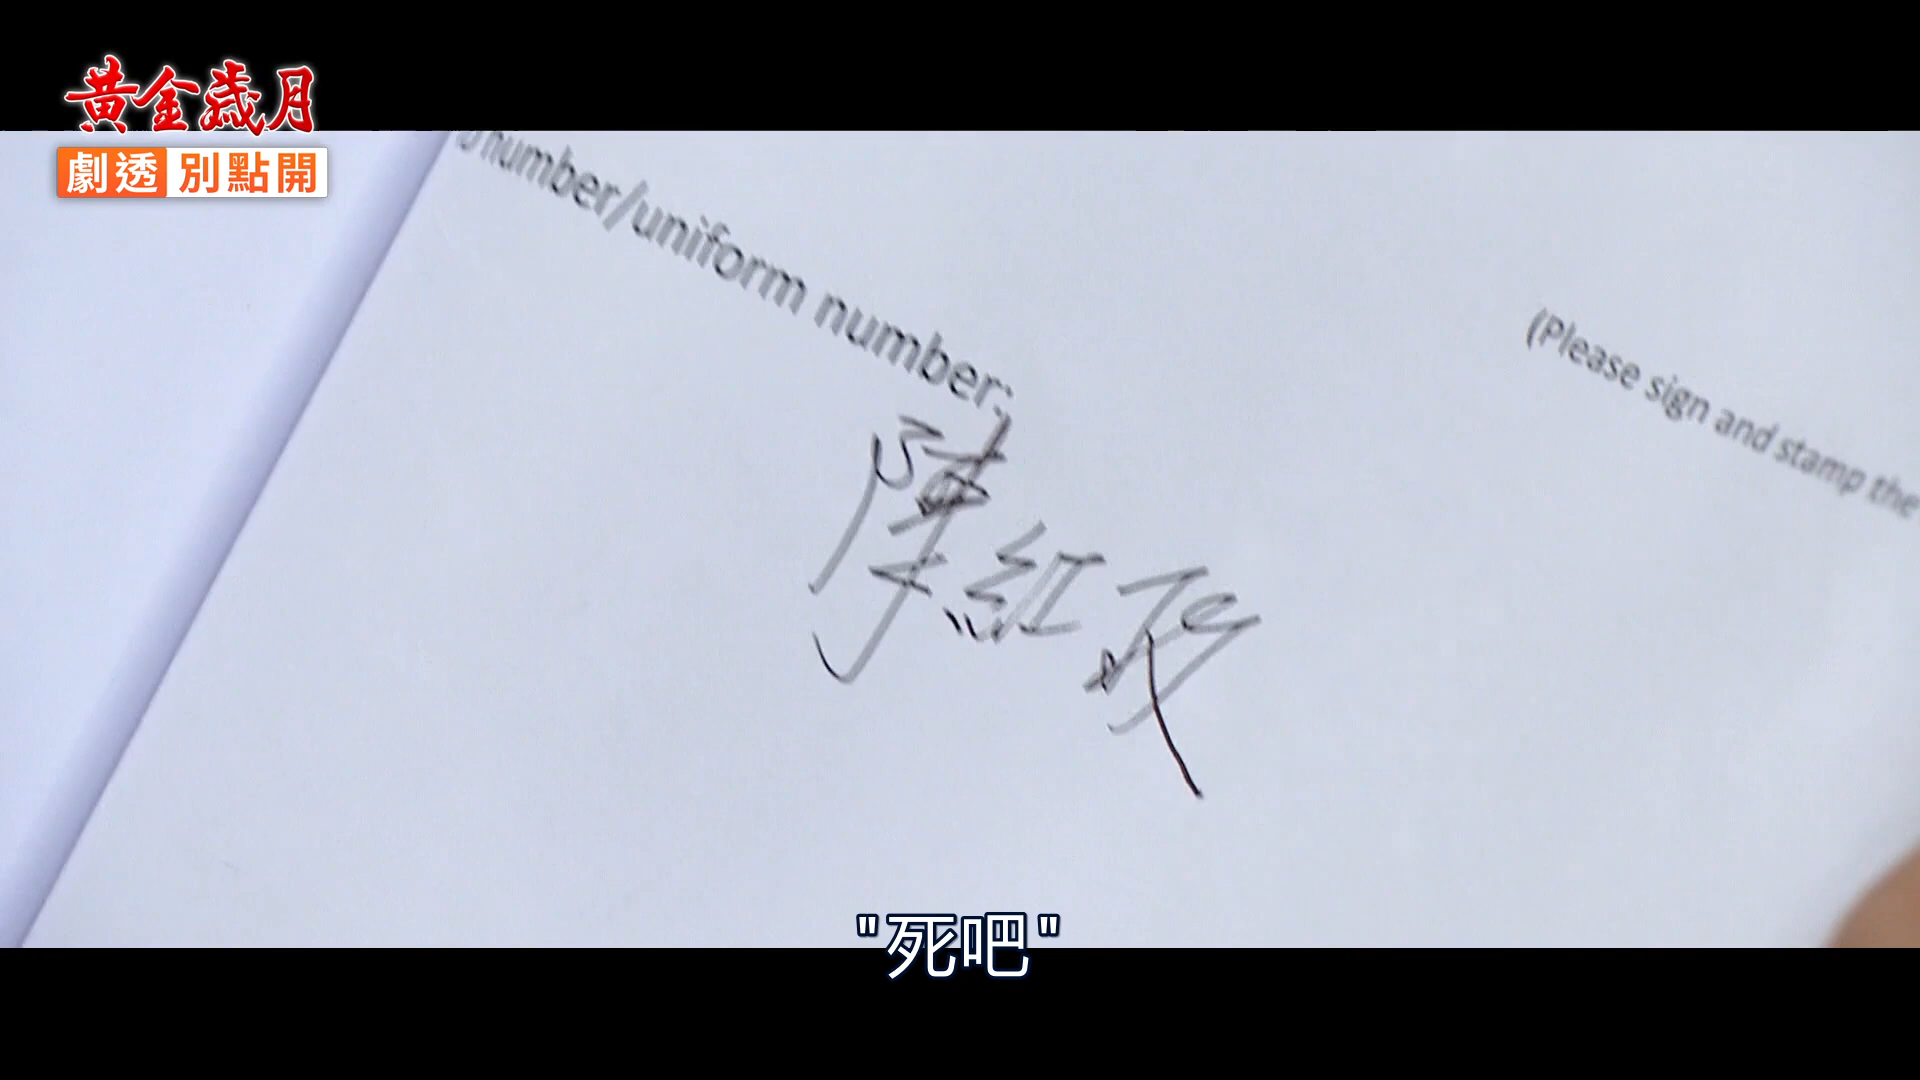 黃金歲月
劇透 別點開
number/uniform number:
(Please sign and stamp the
陳紅
"死吧"